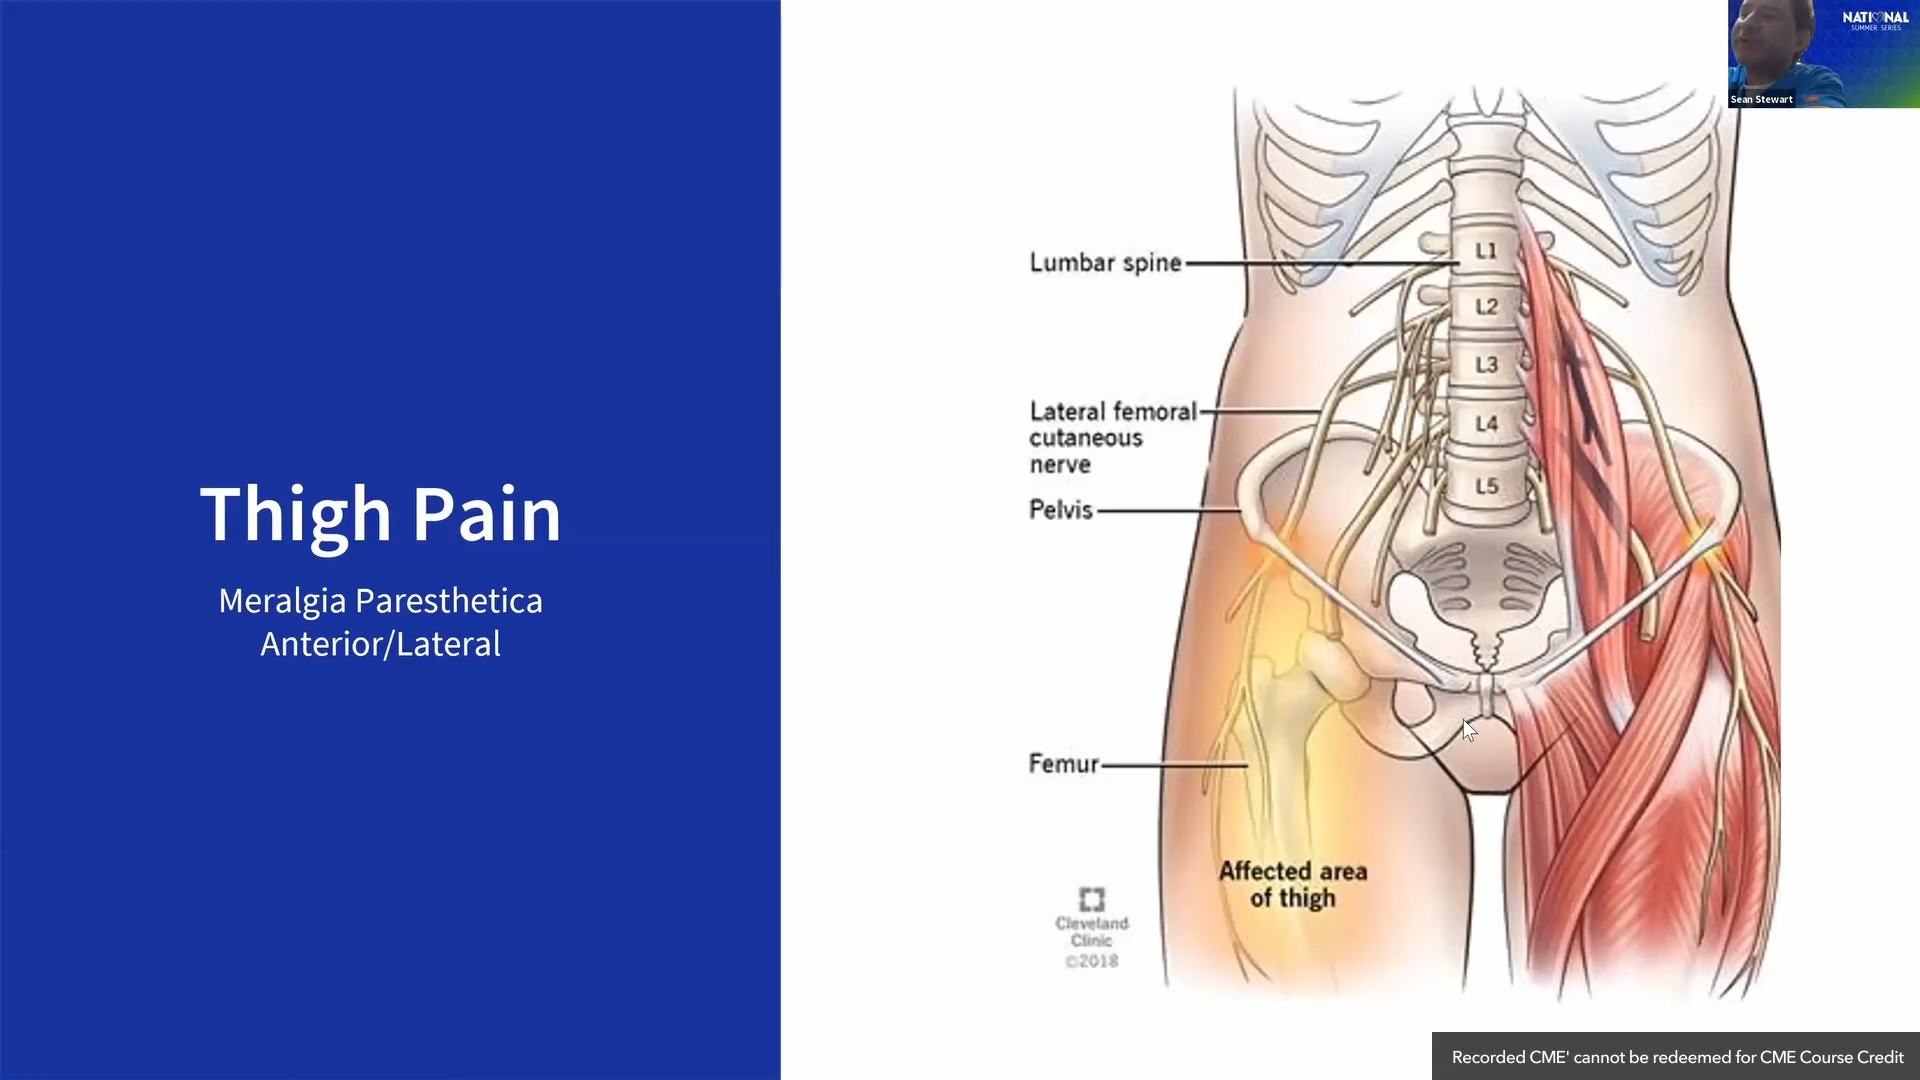 NATIONAL
SUMMER SERIES
Sean Stewart
Thigh Pain
Meralgia Paresthetica
Anterior/Lateral
Lumbar spine
L1
L2
L3
L4
L5
Lateral femoral
cutaneous
nerve
Pelvis
Femur
Affected area
of thigh
Cleveland
Clinic
©2018
Recorded CME' cannot be redeemed for CME Course Credit